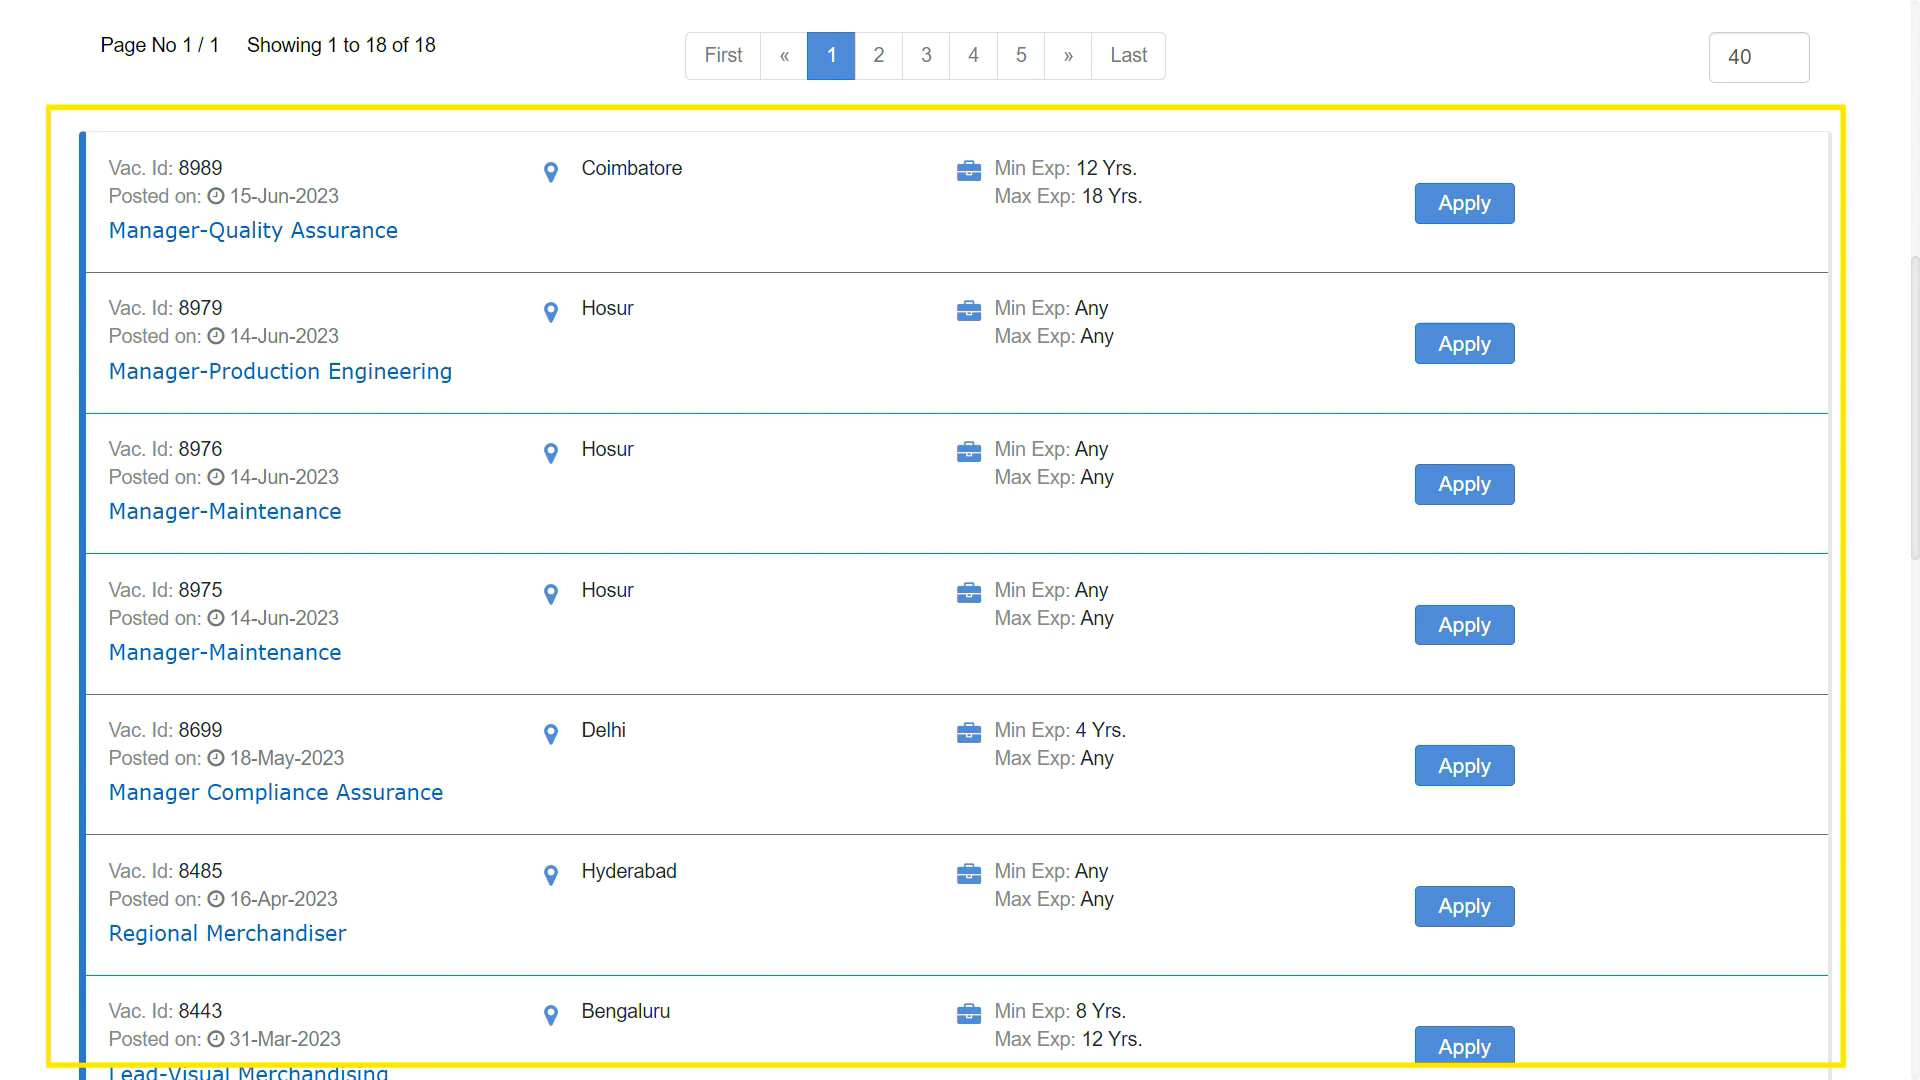 Page No 1 / 1 Showing 1 to 18 of 18 First « 1 2 3 4 5 » Last 40
Vac. Id: 8989 Coimbatore Min Exp: 12 Yrs.
Posted on: 15-Jun-2023 Max Exp: 18 Yrs.
Apply
Manager-Quality Assurance
Vac. Id: 8979 Hosur Min Exp: Any
Posted on: 14-Jun-2023 Max Exp: Any
Apply
Manager-Production Engineering
Vac. Id: 8976 Hosur Min Exp: Any
Posted on: 14-Jun-2023 Max Exp: Any
Apply
Manager-Maintenance
Vac. Id: 8975 Hosur Min Exp: Any
Posted on: 14-Jun-2023 Max Exp: Any
Apply
Manager-Maintenance
Vac. Id: 8699 Delhi Min Exp: 4 Yrs.
Posted on: 18-May-2023 Max Exp: Any
Apply
Manager Compliance Assurance
Vac. Id: 8485 Hyderabad Min Exp: Any
Posted on: 16-Apr-2023 Max Exp: Any
Apply
Regional Merchandiser
Vac. Id: 8443 Bengaluru Min Exp: 8 Yrs.
Posted on: 31-Mar-2023 Max Exp: 12 Yrs.
Apply
Lead-Visual Merchandising